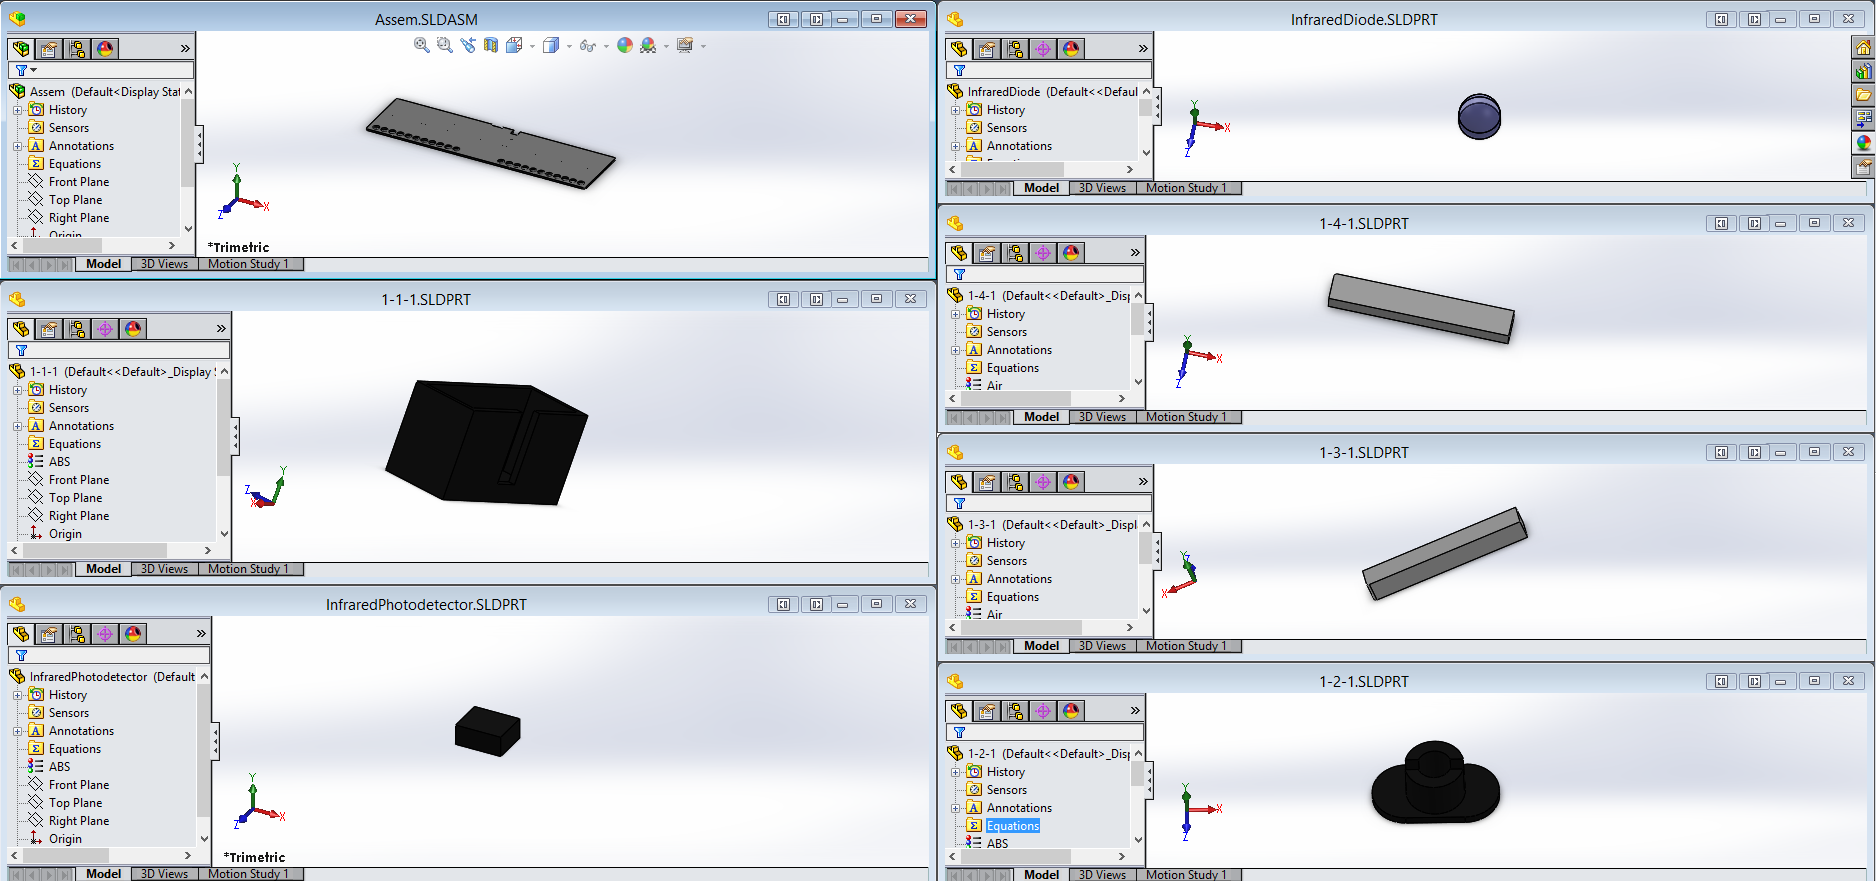 Assem.SLDASM
Assem (Default<Display Stat
History
Sensors
Annotations
Equations
Front Plane
Top Plane
Right Plane
Origin
Y
X
Z
*Trimetric
Model
3D Views
Motion Study 1
1-1-1.SLDPRT
1-1-1 (Default<<Default>_Display
History
Sensors
Annotations
Equations
ABS
Front Plane
Top Plane
Right Plane
Origin
Y
Z
X
Model
3D Views
Motion Study 1
InfraredPhotodetector.SLDPRT
InfraredPhotodetector (Default
History
Sensors
Annotations
Equations
ABS
Front Plane
Top Plane
Right Plane
Origin
Y
X
Z
*Trimetric
Model
3D Views
Motion Study 1
InfraredDiode.SLDPRT
InfraredDiode (Default<<Defaul
History
Sensors
Annotations
Y
X
Z
Model
3D Views
Motion Study 1
1-4-1.SLDPRT
1-4-1 (Default<<Default>_Disp
History
Sensors
Annotations
Equations
Air
Y
X
Z
Model
3D Views
Motion Study 1
1-3-1.SLDPRT
1-3-1 (Default<<Default>_Displ
History
Sensors
Annotations
Equations
Air
Y
Z
X
Model
3D Views
Motion Study 1
1-2-1.SLDPRT
1-2-1 (Default<<Default>_Disp
History
Sensors
Annotations
Equations
ABS
Y
X
Z
Model
3D Views
Motion Study 1